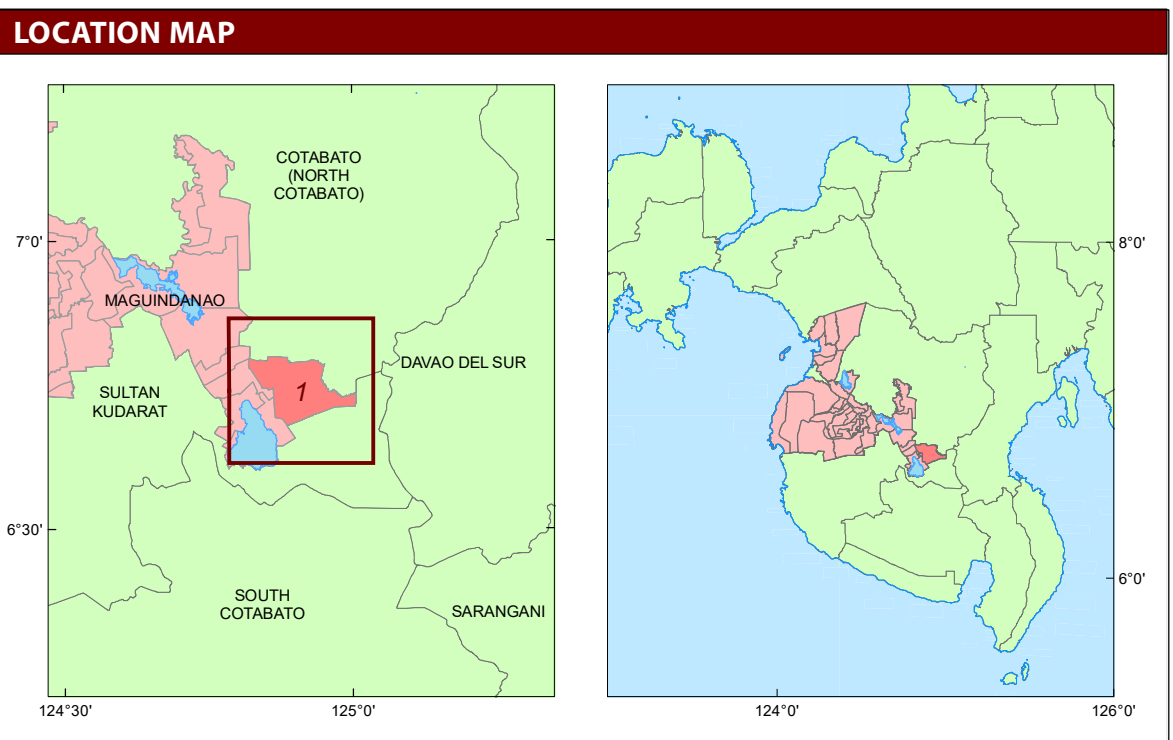 LOCATION MAP
COTABATO
(NORTH
COTABATO)
7°0'
MAGUINDANAO
DAVAO DEL SUR
1
SULTAN
KUDARAT
6°30'
SOUTH
COTABATO
SARANGANI
124°30'
125°0'
8°0'
6°0'
124°0'
126°0'